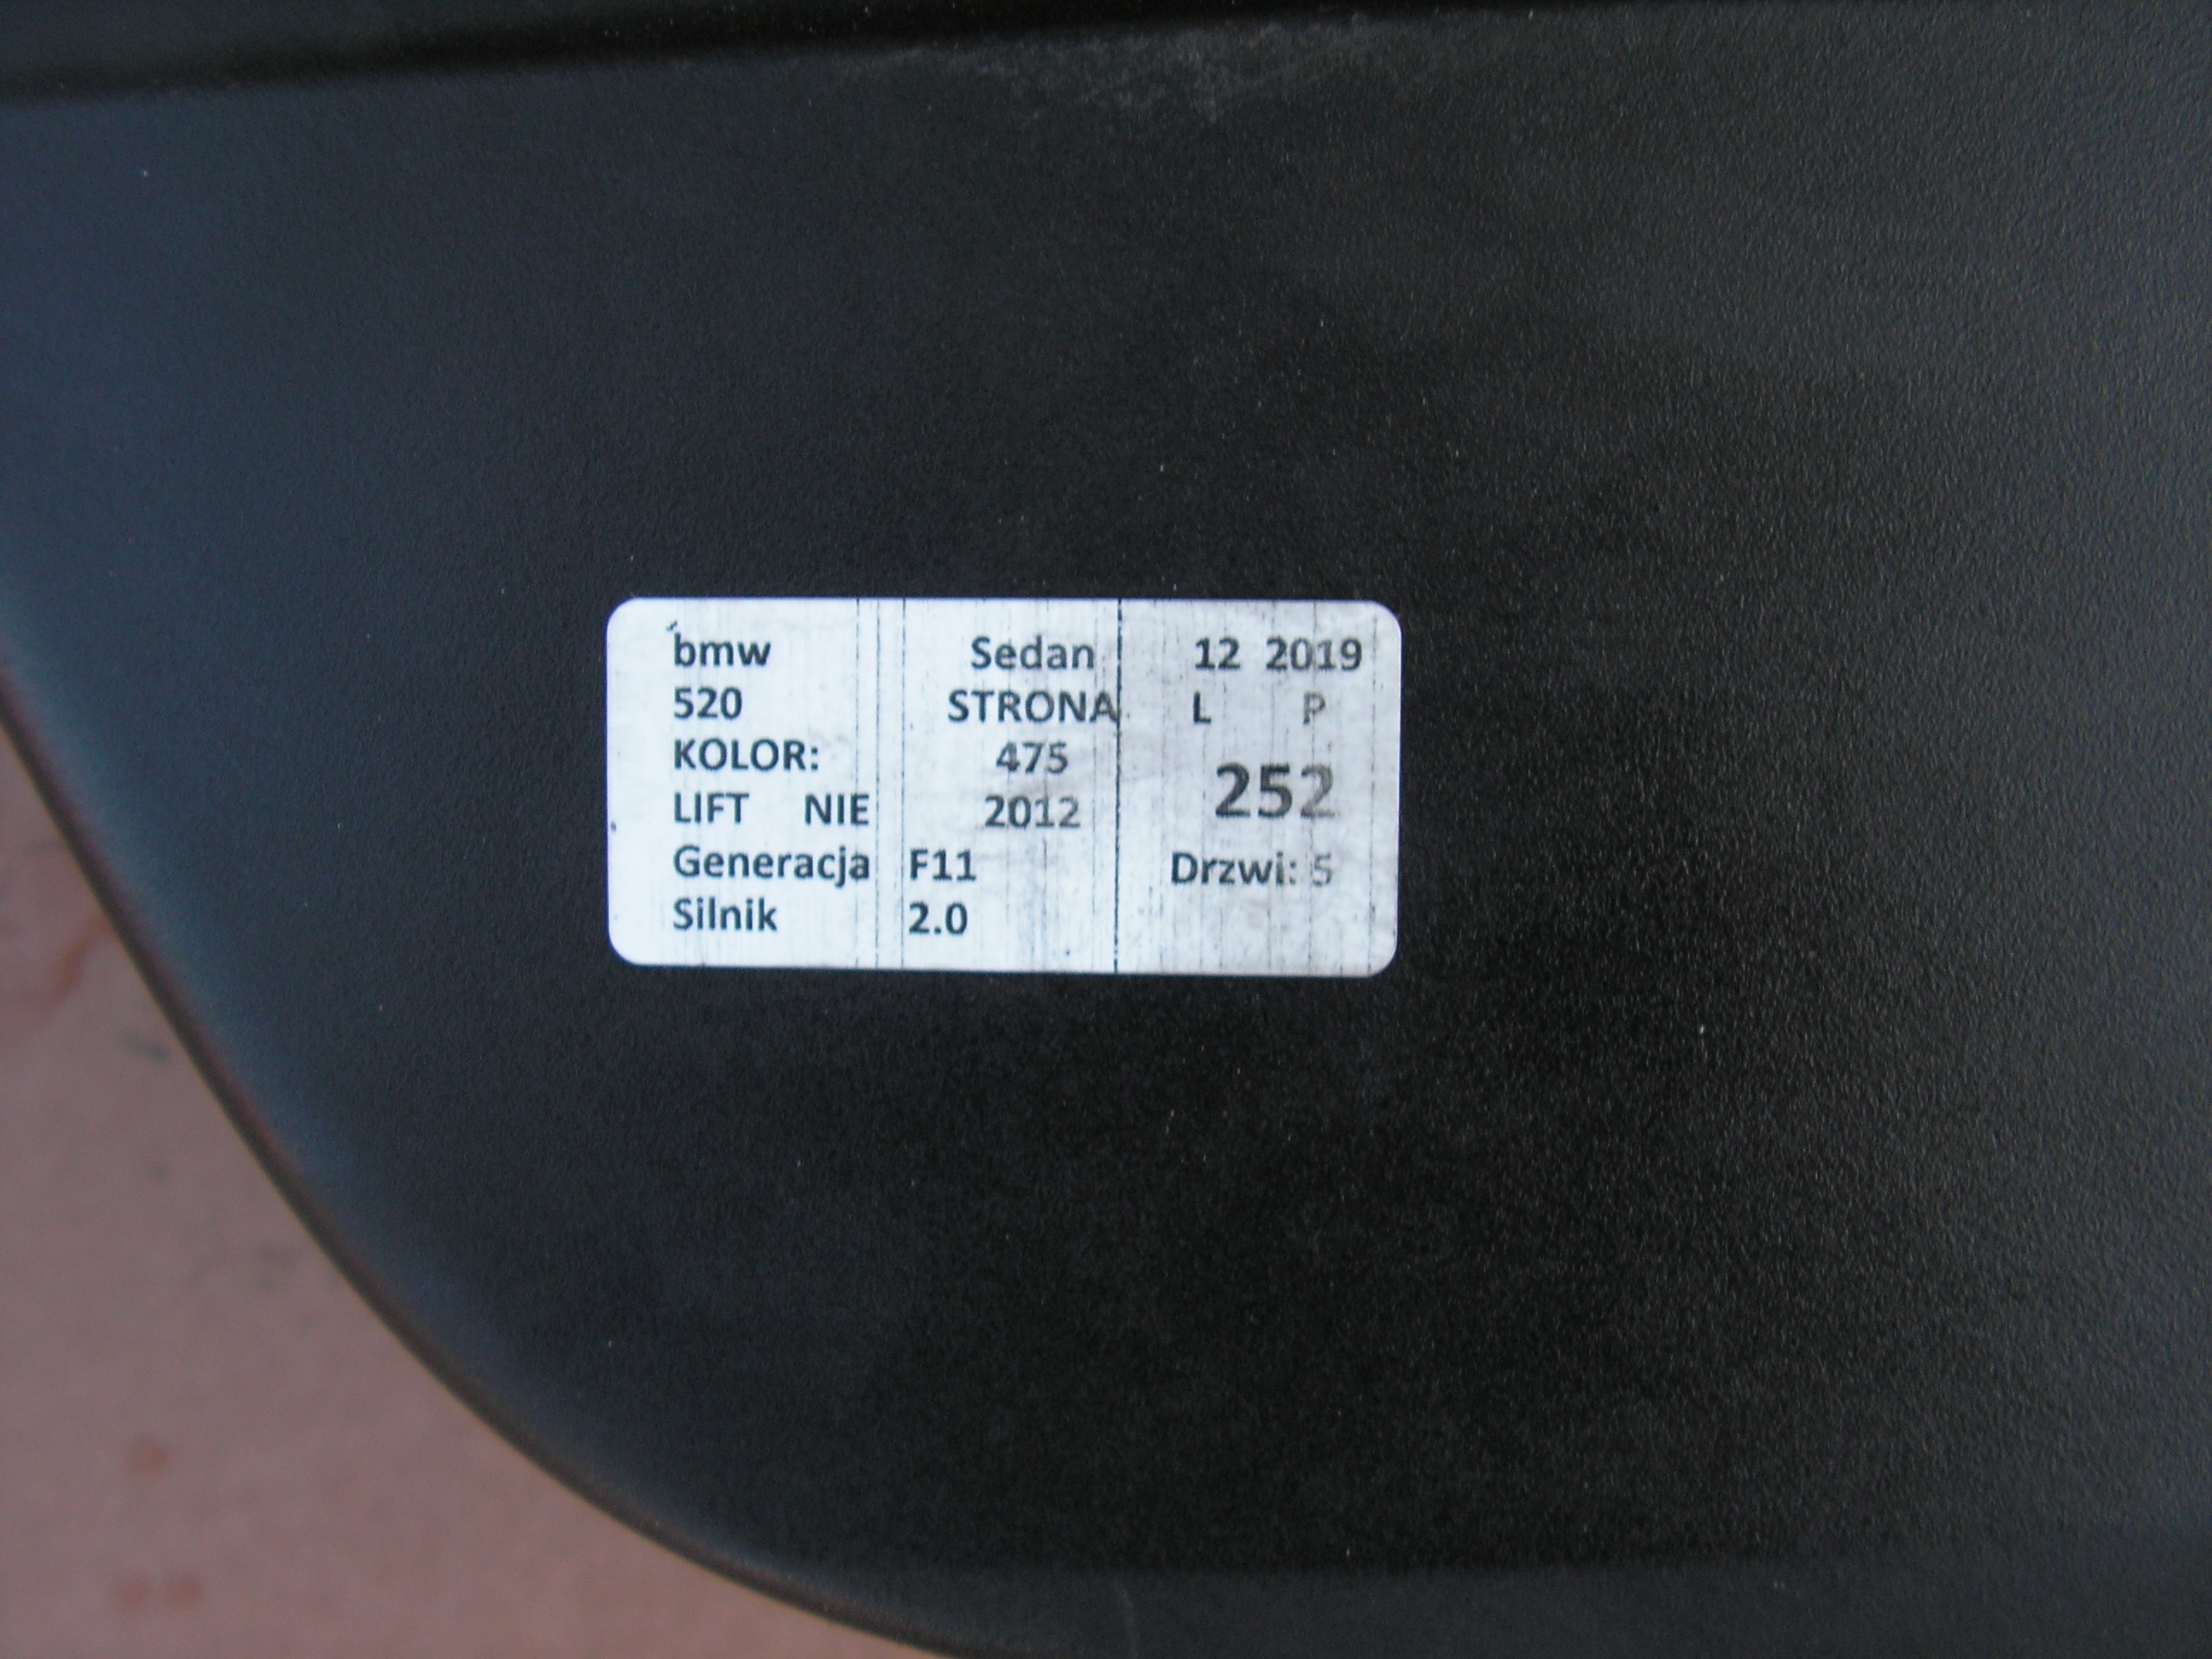 bmw Sedan 12 2019
520 STRONA L P
KOLOR: 475
252
LIFT NIE 2012
Generacja F11 Drzwi: 5
Silnik 2.0